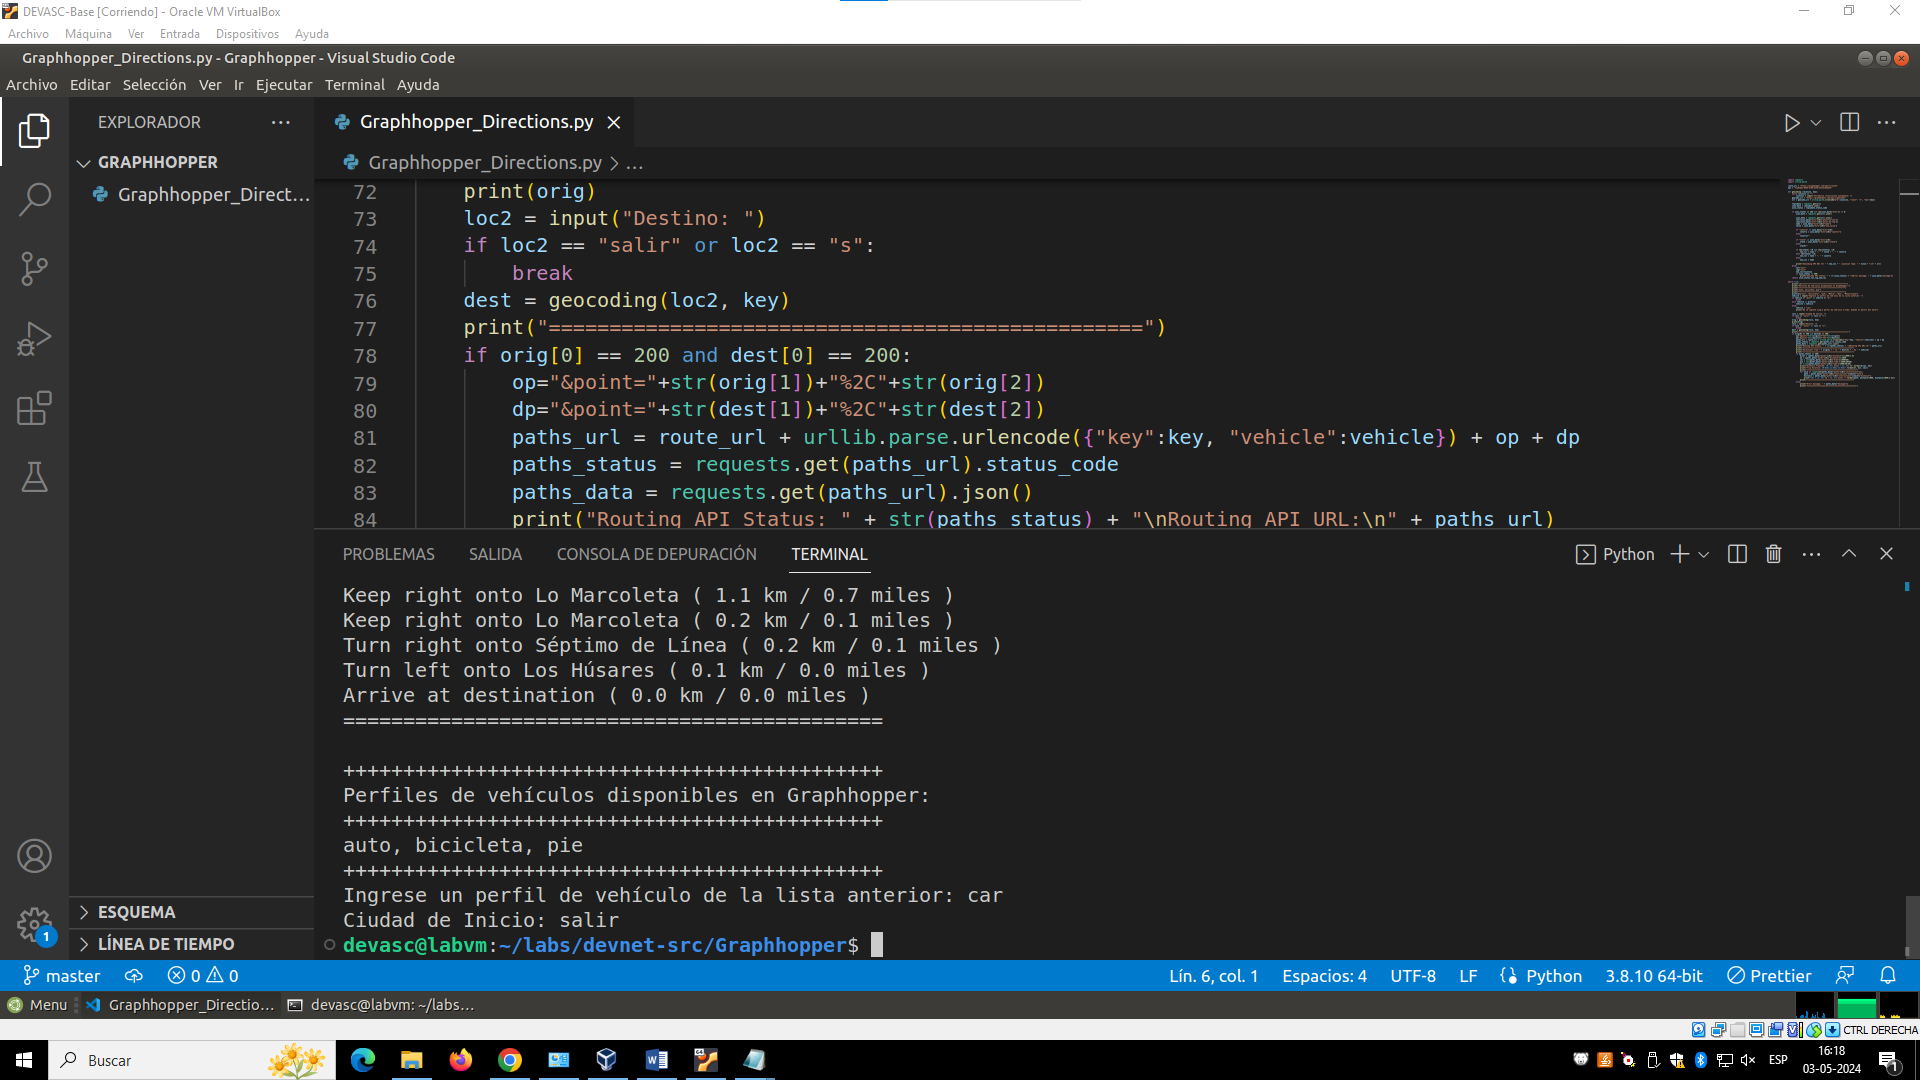 DEVASC-Base [Corriendo] - Oracle VM VirtualBox
Archivo Máquina Ver Entrada Dispositivos Ayuda
Graphhopper_Directions.py - Graphhopper - Visual Studio Code
Archivo Editar Selección Ver Ir Ejecutar Terminal Ayuda
EXPLORADOR
Graphhopper_Directions.py
GRAPHHOPPER
Graphhopper_Directions.py > ...
Graphhopper_Direct...
72 print(orig)
73 loc2 = input("Destino: ")
74 if loc2 == "salir" or loc2 == "s":
75 break
76 dest = geocoding(loc2, key)
77 print("=================================================")
78 if orig[0] == 200 and dest[0] == 200:
79 op="&point="+str(orig[1])+"%2C"+str(orig[2])
80 dp="&point="+str(dest[1])+"%2C"+str(dest[2])
81 paths_url = route_url + urllib.parse.urlencode({"key":key, "vehicle":vehicle}) + op + dp
82 paths_status = requests.get(paths_url).status_code
83 paths_data = requests.get(paths_url).json()
84 print("Routing API Status: " + str(paths_status) + "\nRouting API URL:\n" + paths_url)
PROBLEMAS SALIDA CONSOLA DE DEPURACIÓN TERMINAL
Python
Keep right onto Lo Marcoleta ( 1.1 km / 0.7 miles )
Keep right onto Lo Marcoleta ( 0.2 km / 0.1 miles )
Turn right onto Séptimo de Línea ( 0.2 km / 0.1 miles )
Turn left onto Los Húsares ( 0.1 km / 0.0 miles )
Arrive at destination ( 0.0 km / 0.0 miles )
=============================================
+++++++++++++++++++++++++++++++++++++++++++++
Perfiles de vehículos disponibles en Graphhopper:
+++++++++++++++++++++++++++++++++++++++++++++
auto, bicicleta, pie
+++++++++++++++++++++++++++++++++++++++++++++
Ingrese un perfil de vehículo de la lista anterior: car
Ciudad de Inicio: salir
devasc@labvm:~/labs/devnet-src/Graphhopper$
ESQUEMA
LÍNEA DE TIEMPO
1
master 0 0
Lín. 6, col. 1 Espacios: 4 UTF-8 LF Python 3.8.10 64-bit Prettier
Menu Graphhopper_Directio... devasc@labvm: ~/labs...
CTRL DERECHA
Buscar
ESP
16:18
03-05-2024
1